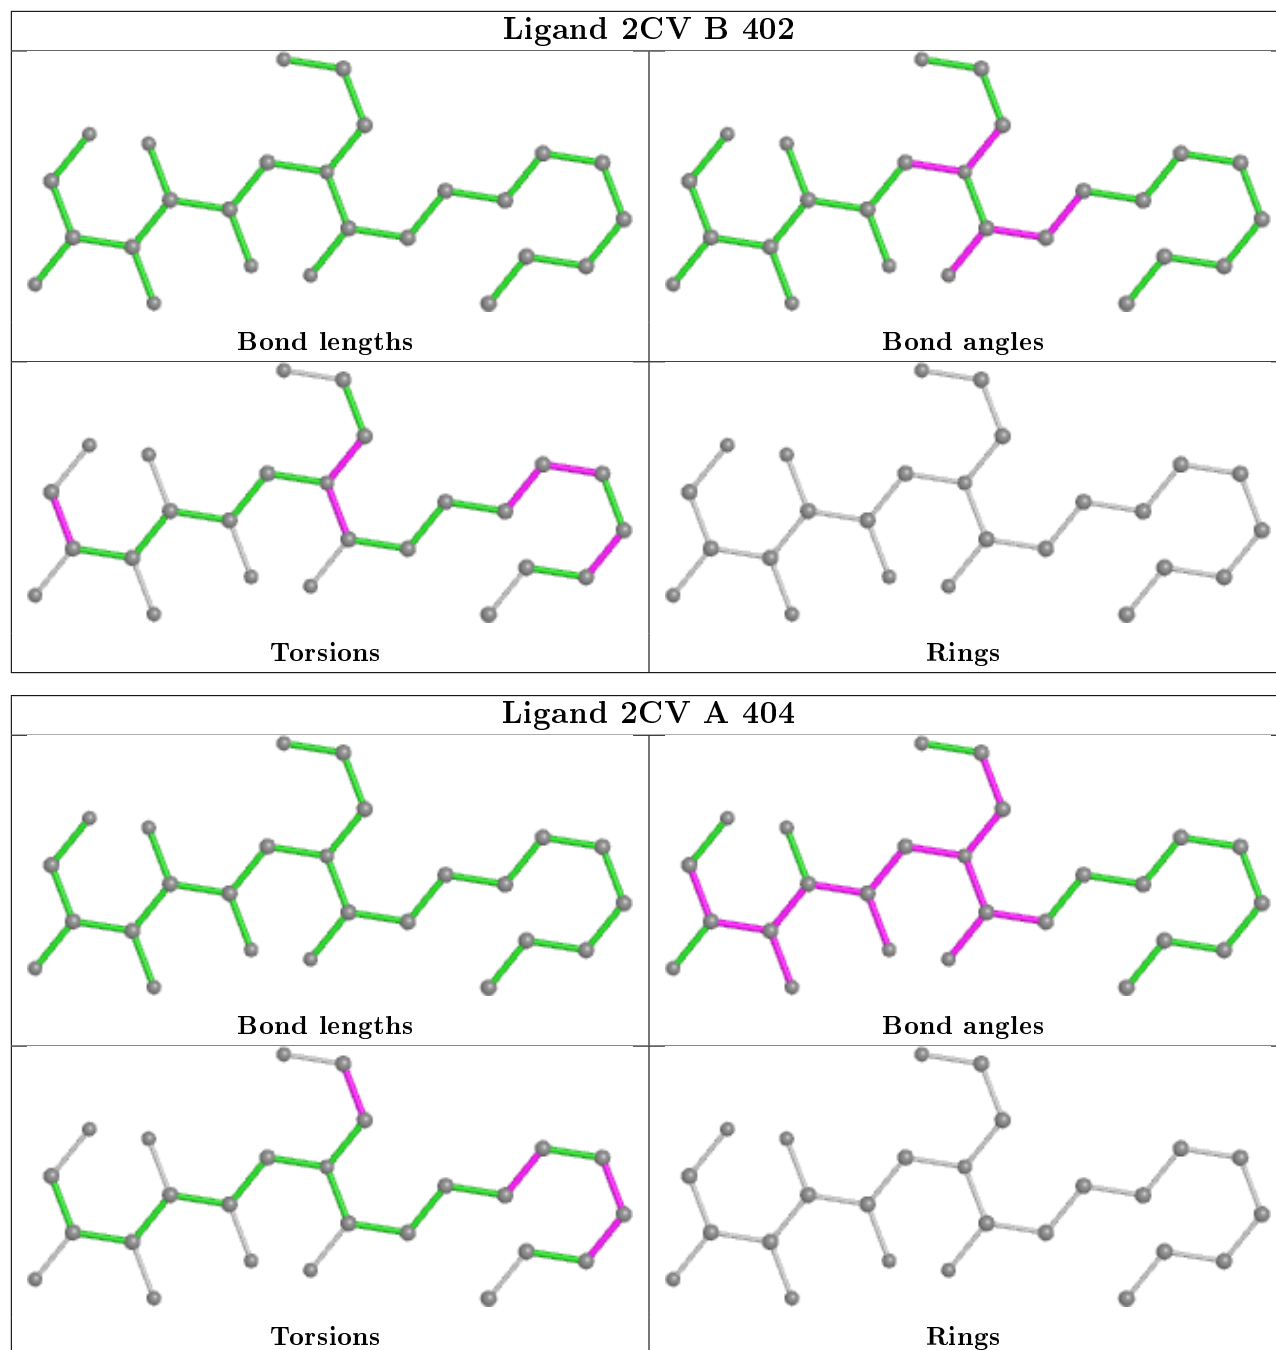 Ligand 2CV B 402
Bond lengths
Bond angles
Torsions
Rings
Ligand 2CV A 404
Bond lengths
Bond angles
Torsions
Rings